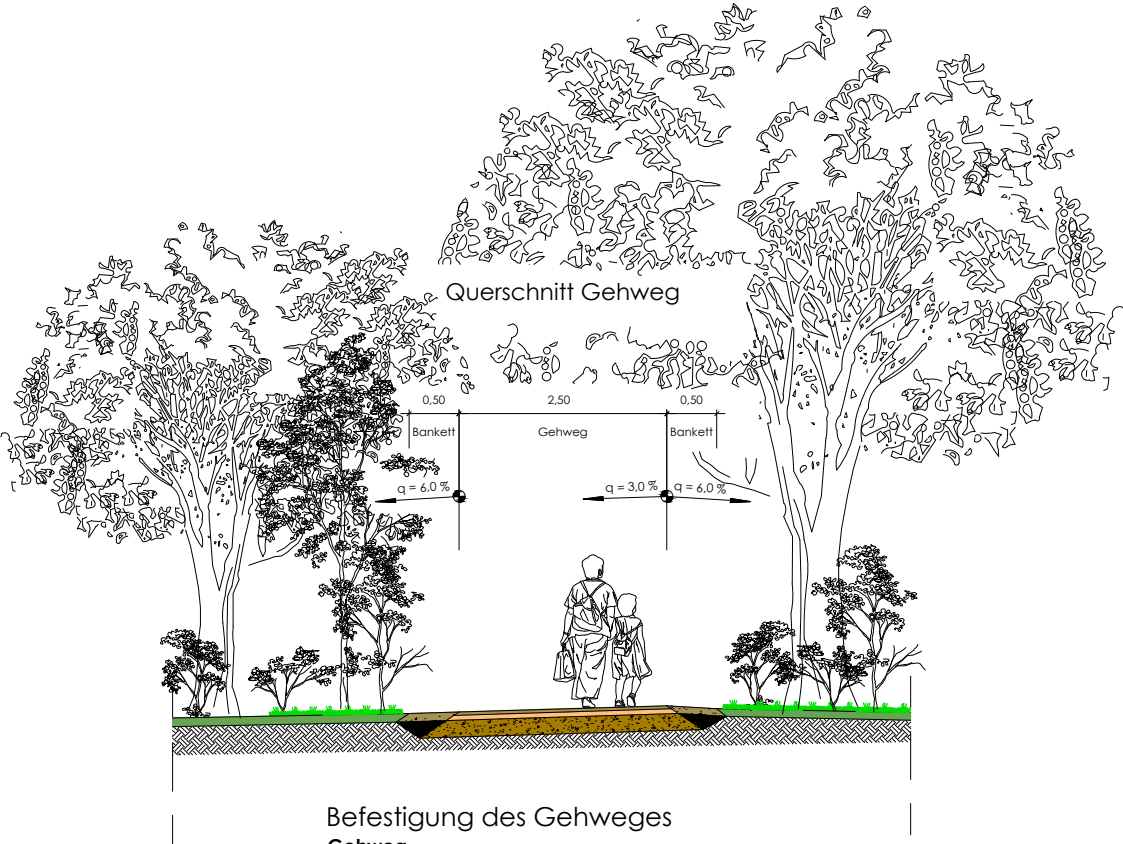 Querschnitt Gehweg
0,50 2,50 0,50
Bankett Gehweg Bankett
q = 6,0 % q = 3,0 % q = 6,0 %
Befestigung des Gehweges
Gehweg